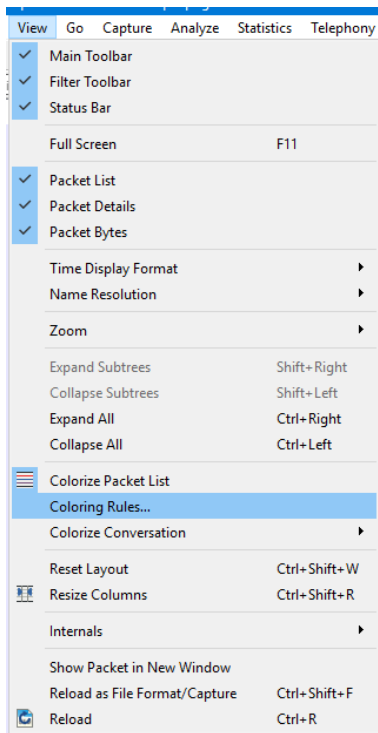 View Go Capture Analyze Statistics Telephony
Main Toolbar
Filter Toolbar
Status Bar
Full Screen F11
Packet List
Packet Details
Packet Bytes
Time Display Format
Name Resolution
Zoom
Expand Subtrees Shift+Right
Collapse Subtrees Shift+Left
Expand All Ctrl+Right
Collapse All Ctrl+Left
Colorize Packet List
Coloring Rules...
Colorize Conversation
Reset Layout Ctrl+Shift+W
Resize Columns Ctrl+Shift+R
Internals
Show Packet in New Window
Reload as File Format/Capture Ctrl+Shift+F
Reload Ctrl+R